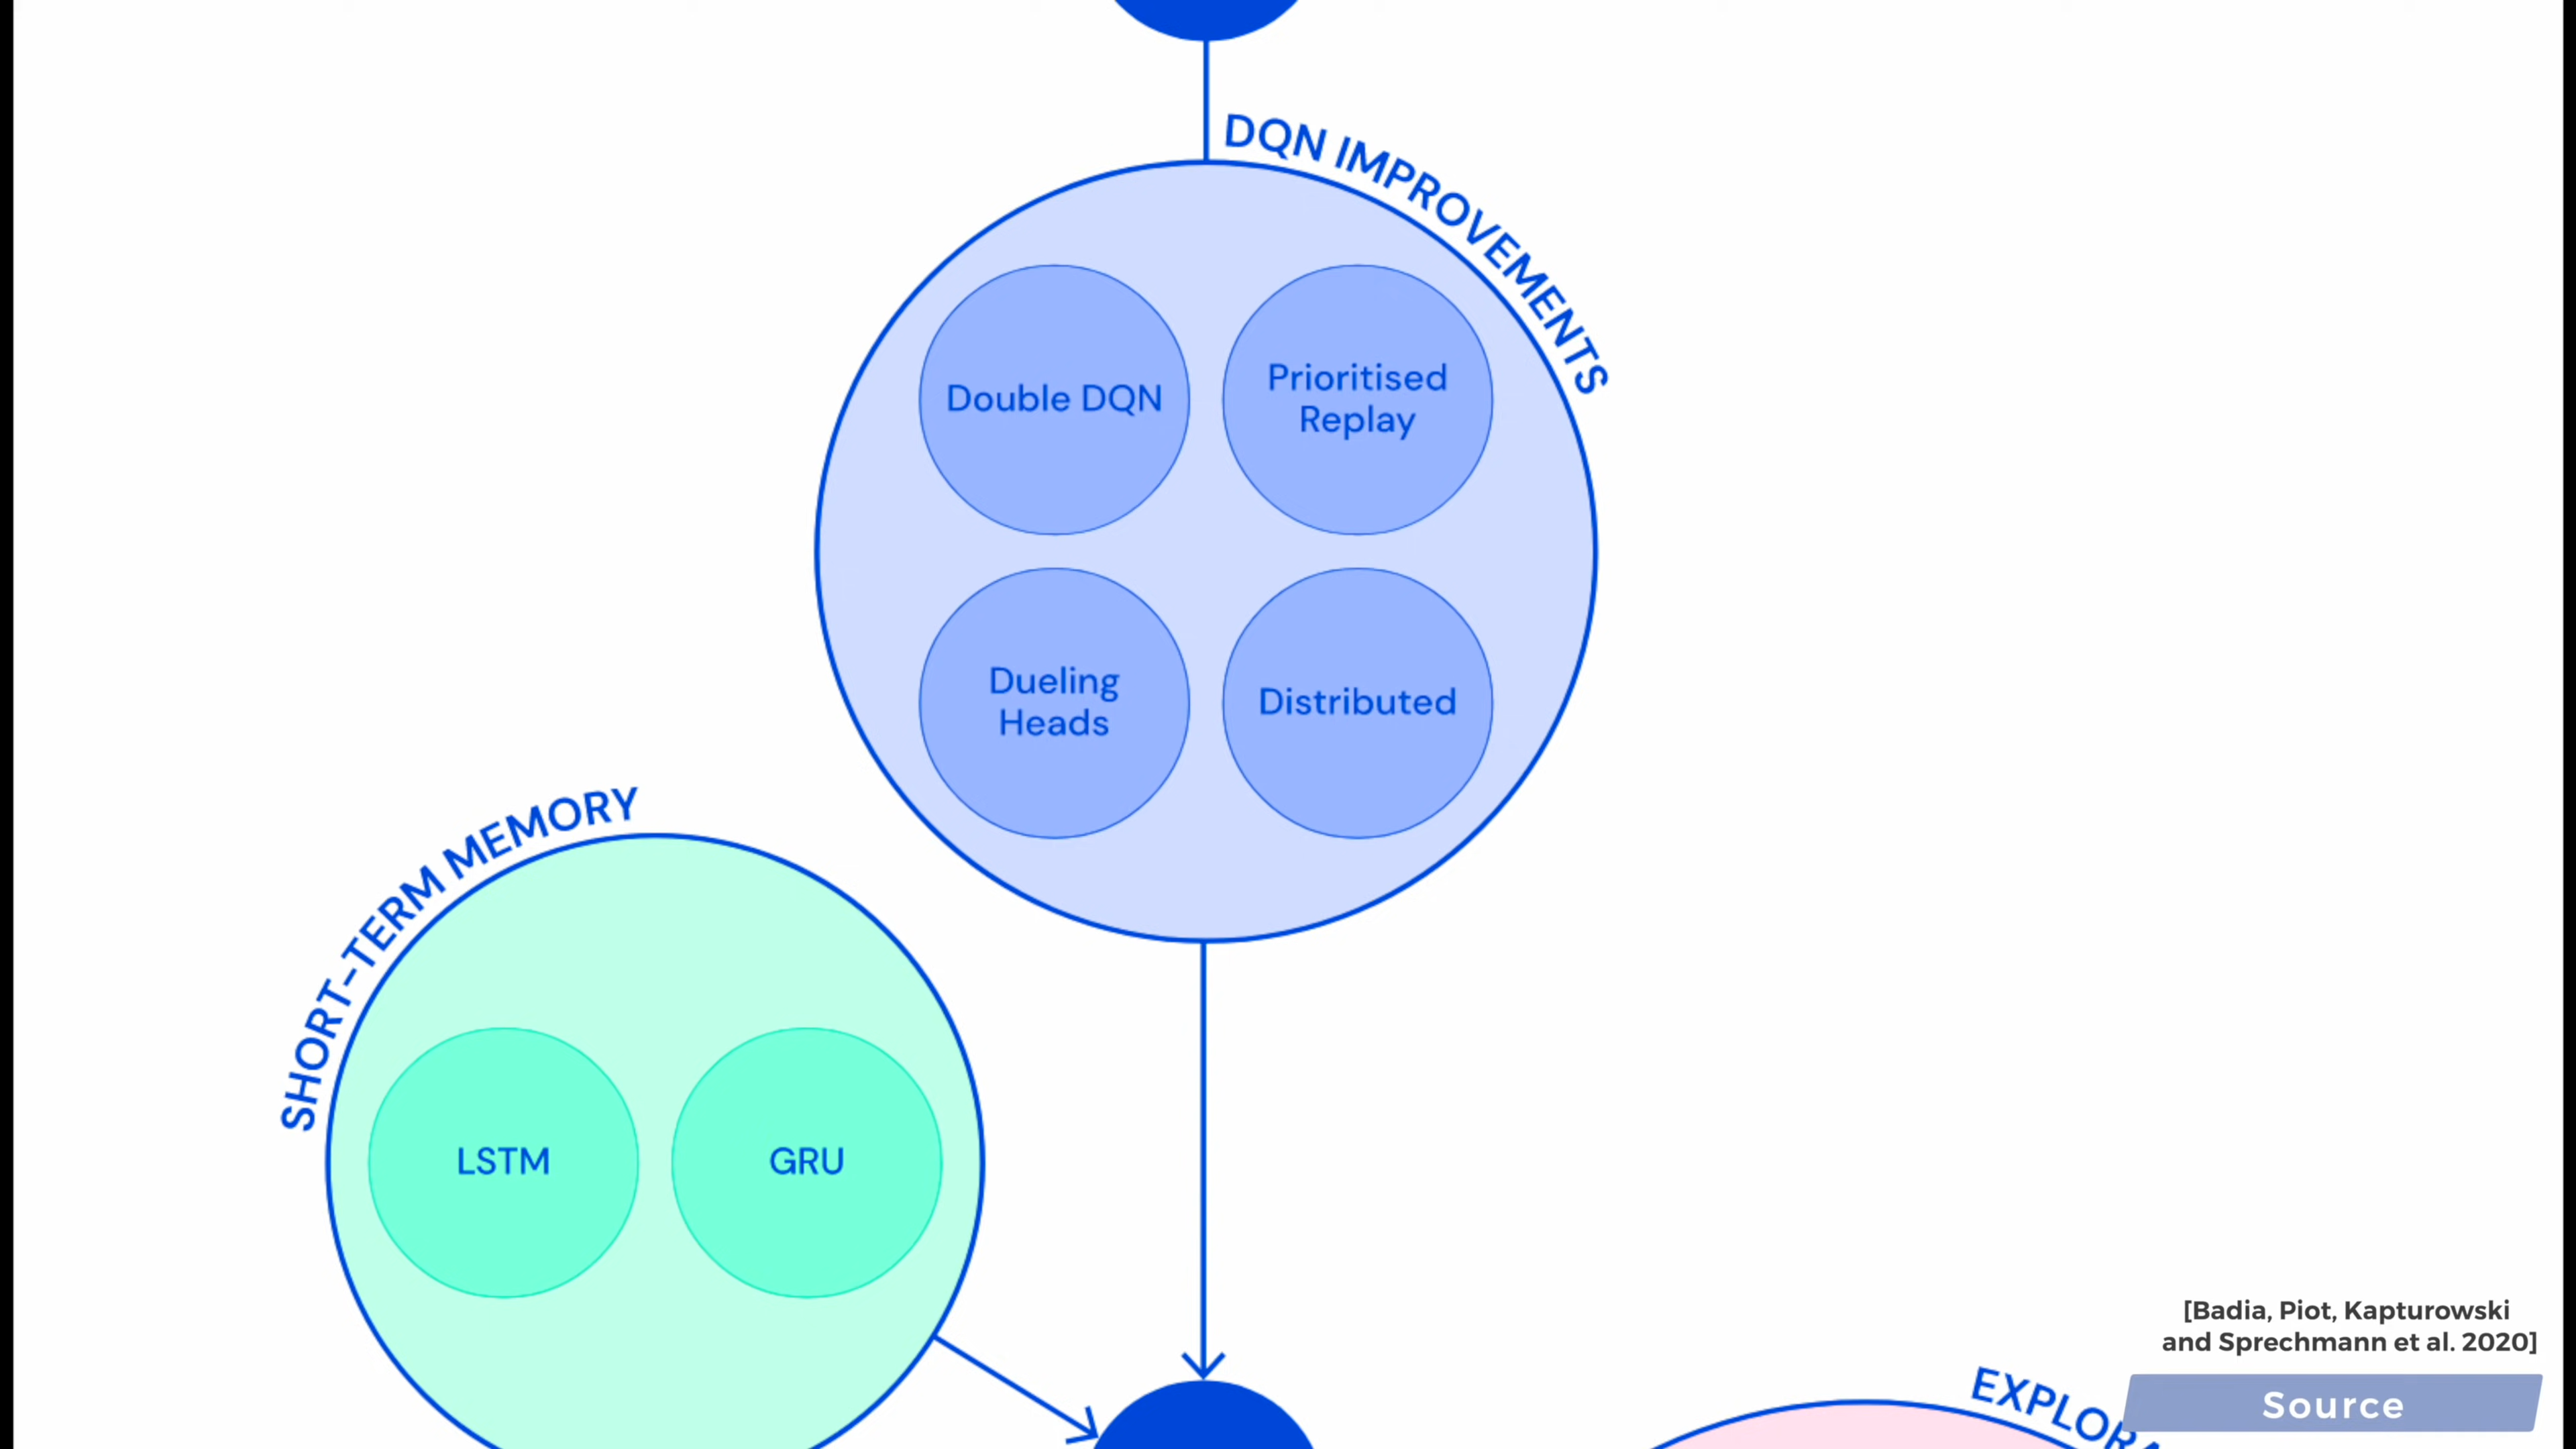 DQN IMPROVEMENTS
Double DQN
Prioritised
Replay
Dueling
Heads
Distributed
SHORT-TERM MEMORY
LSTM
GRU
[Badia, Piot, Kapturowski
and Sprechmann et al. 2020]
Source